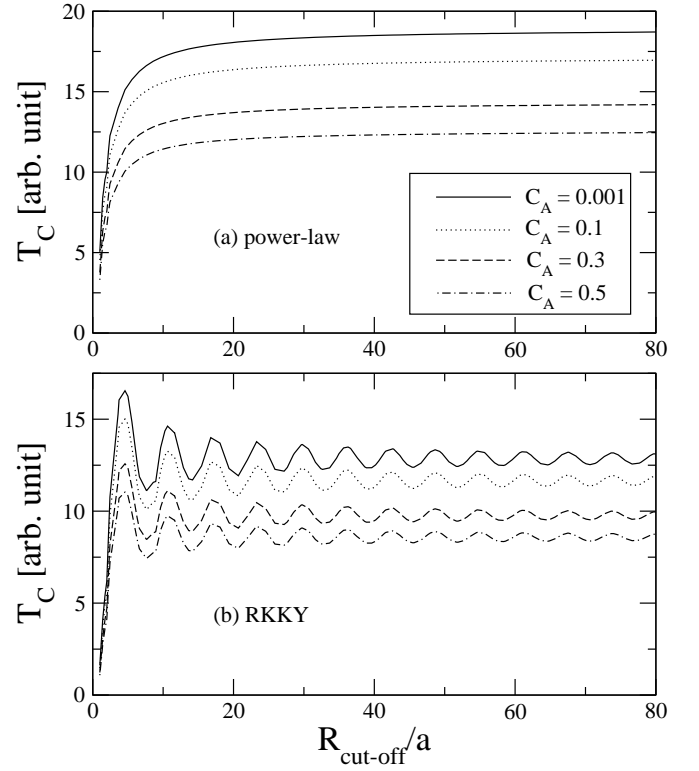 20
15
10
5
0
T_C [arb. unit]
(a) power-law
C_A = 0.001
C_A = 0.1
C_A = 0.3
C_A = 0.5
0 20 40 60 80
15
10
5
0
T_C [arb. unit]
(b) RKKY
0 20 40 60 80
R_cut-off/a